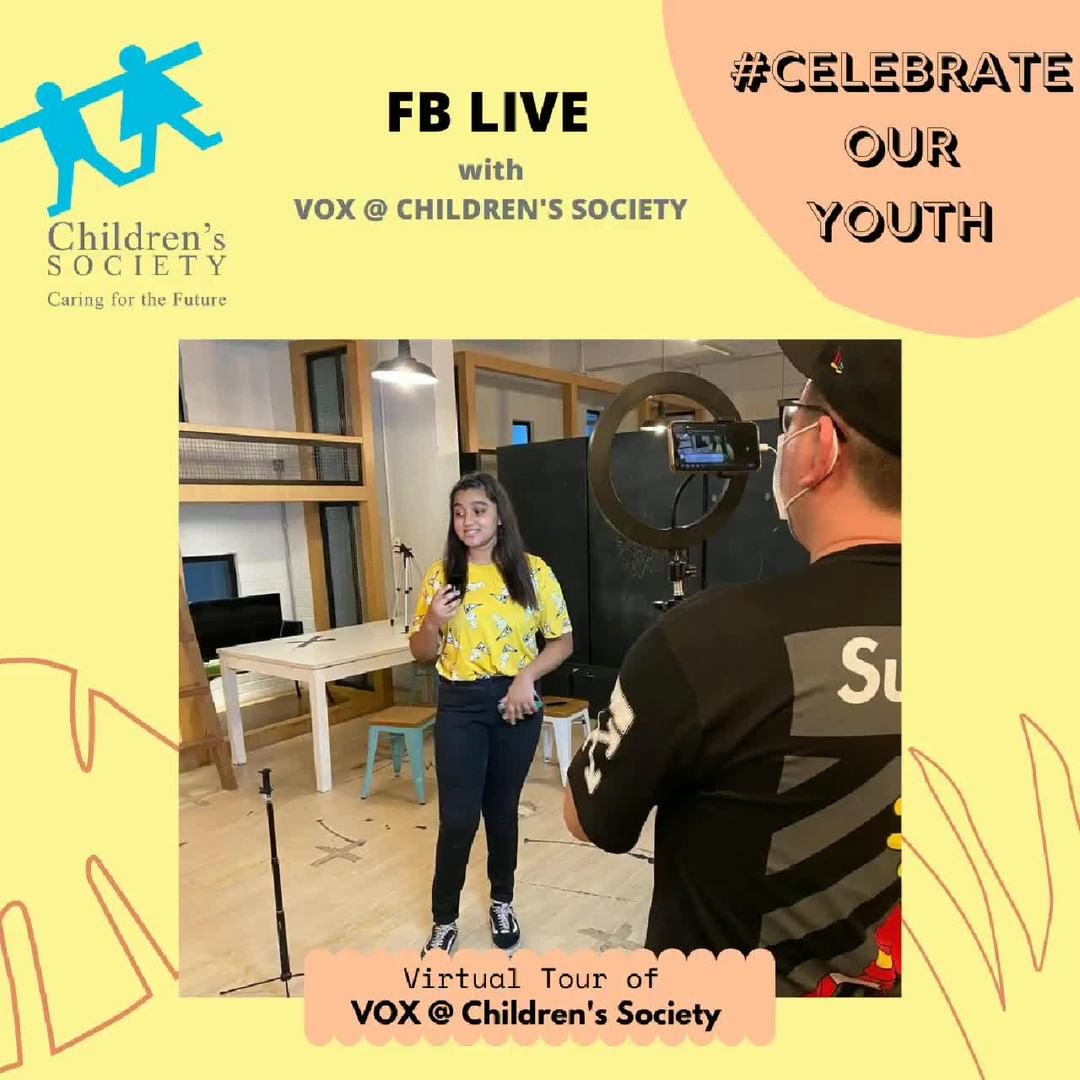 Children's
SOCIETY
Caring for the Future
FB LIVE
with
VOX @ CHILDREN'S SOCIETY
#CELEBRATE
OUR
YOUTH
Su
Virtual Tour of
VOX @ Children's Society